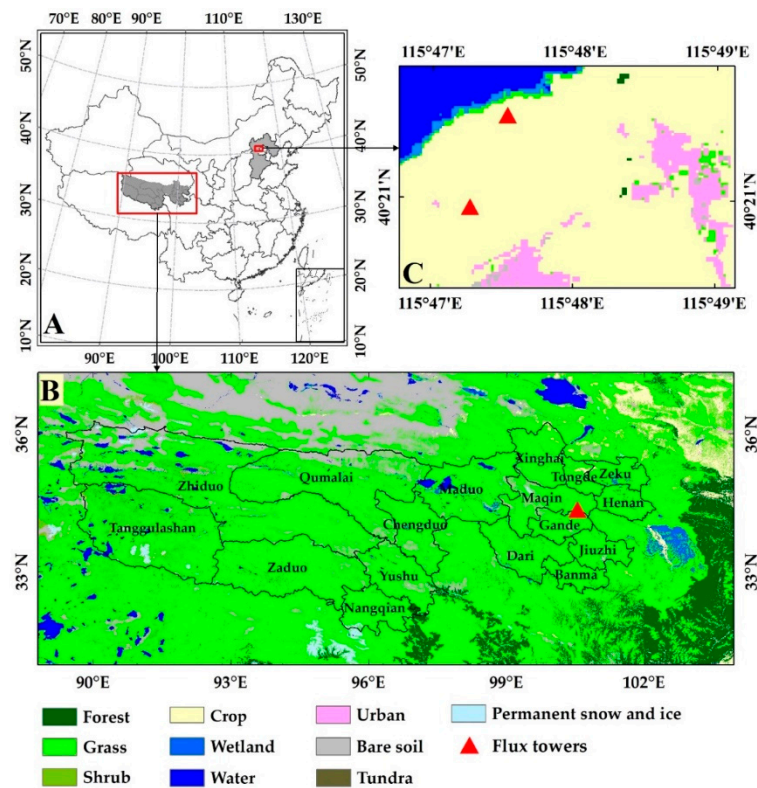 70°E 80°E 90°E 100°E 110°E 120°E 130°E
50°N
40°N
30°N
20°N
10°N
50°N
40°N
30°N
20°N
10°N
A
90°E 100°E 110°E 120°E
115°47'E 115°48'E 115°49'E
40°21'N
40°21'N
C
115°47'E 115°48'E 115°49'E
B
36°N
33°N
36°N
33°N
Xinghai
Zhiduo Qumalai Tongde Zeku
Maduo Maqin Henan
Tanggulashan Chengduo Gande
Zaduo Dari Jiuzhi
Yushu Banma
Nangqian
90°E 93°E 96°E 99°E 102°E
Forest Crop Urban Permanent snow and ice
Grass Wetland Bare soil Flux towers
Shrub Water Tundra